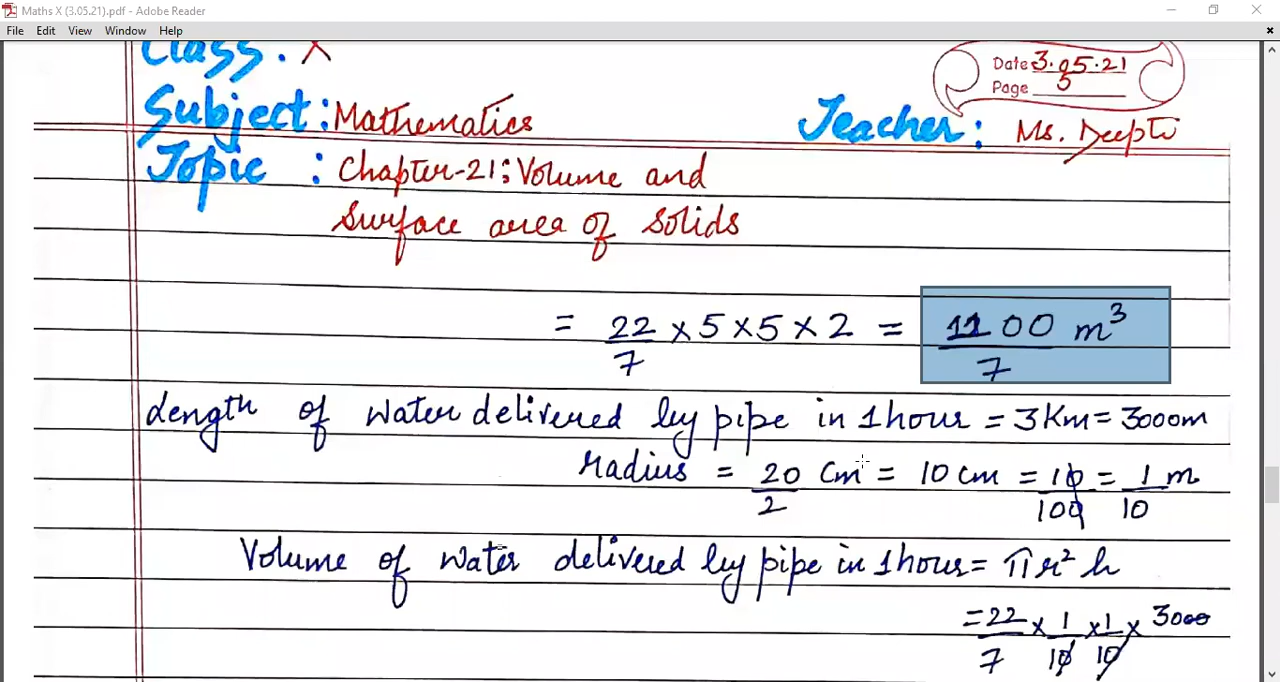 Maths X (3.05.21).pdf - Adobe Reader
File Edit View Window Help
Class. X
Date 3.05.21
Page 5
Subject: Mathematics
Teacher: Ms. Deepti
Topic : Chapter-21: Volume and
surface area of solids
= 22/7 × 5 × 5 × 2 = 1100/7 m³
Length of water delivered by pipe in 1 hour = 3 Km = 3000m
radius = 20/2 Cm = 10 cm = 10/100 = 1/10 m
Volume of water delivered by pipe in 1 hour = πr² h
= 22/7 × 1/10 × 1/10 × 3000